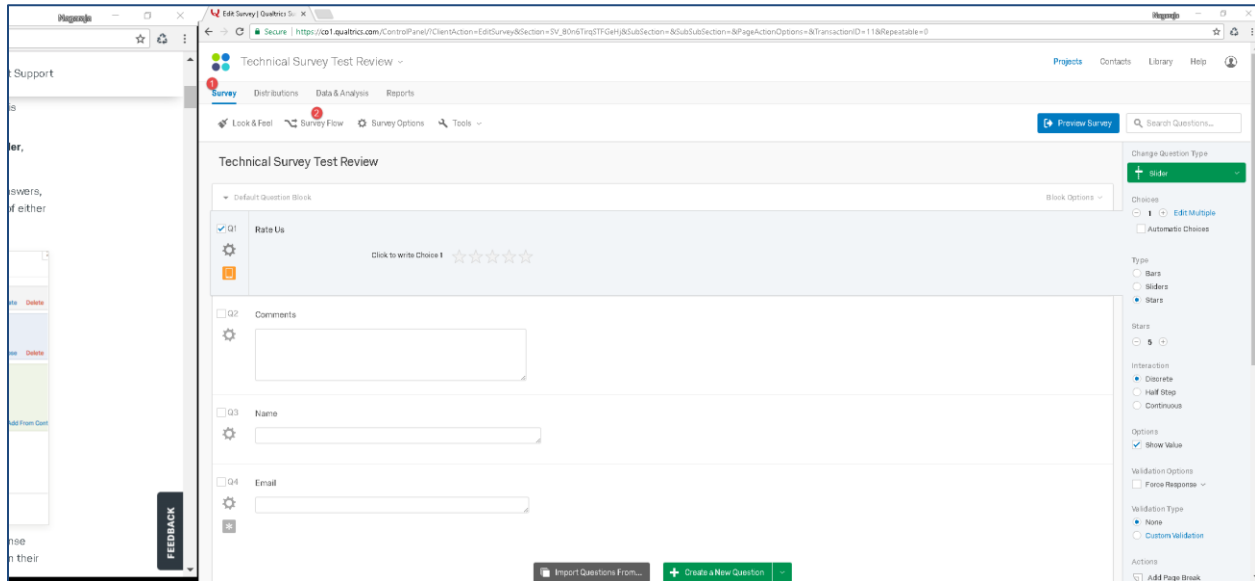 Nagaraja
t Support
is
ler,
swers,
of either
ate Delete
se Delete
Add From Cont
nse
n their
FEEDBACK
Edit Survey | Qualtrics Su
Nagaraja
Secure | https://co1.qualtrics.com/ControlPanel/?ClientAction=EditSurvey&Section=SV_80n6TirqSTFGeHj&SubSection=&SubSubSection=&PageActionOptions=&TransactionID=11&Repeatable=0
Technical Survey Test Review
Projects Contacts Library Help
1
Survey Distributions Data & Analysis Reports
2
Look & Feel Survey Flow Survey Options Tools
Preview Survey
Search Questions...
Technical Survey Test Review
Default Question Block
Block Options
Q1 Rate Us
Click to write Choice 1
Q2 Comments
Q3 Name
Q4 Email
Import Questions From...
Create a New Question
Change Question Type
Slider
Choices
1 Edit Multiple
Automatic Choices
Type
Bars
Sliders
Stars
Stars
5
Interaction
Discrete
Half Step
Continuous
Options
Show Value
Validation Options
Force Response
Validation Type
None
Custom Validation
Actions
Add Page Break